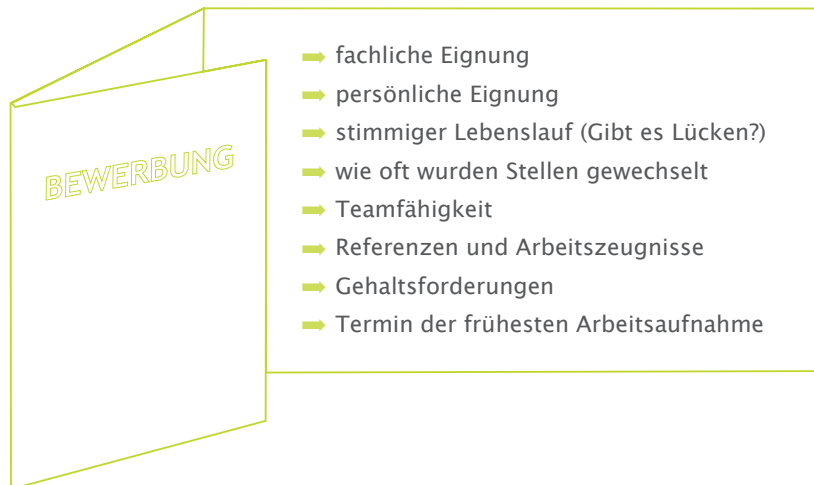 BEWERBUNG
fachliche Eignung
persönliche Eignung
stimmiger Lebenslauf (Gibt es Lücken?)
wie oft wurden Stellen gewechselt
Teamfähigkeit
Referenzen und Arbeitszeugnisse
Gehaltsforderungen
Termin der frühesten Arbeitsaufnahme